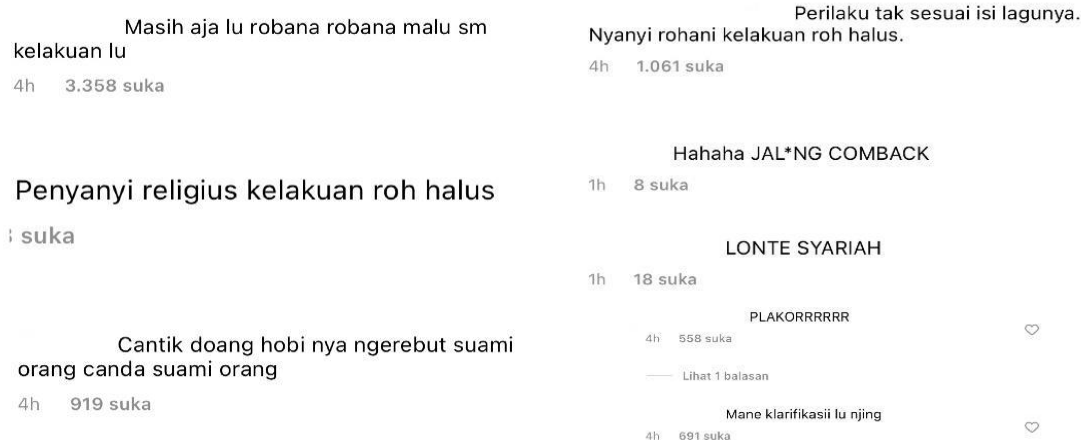 Masih aja lu robana robana malu sm
kelakuan lu
4h 3.358 suka
Penyanyi religius kelakuan roh halus
suka
Cantik doang hobi nya ngerebut suami
orang canda suami orang
4h 919 suka
Perilaku tak sesuai isi lagunya.
Nyanyi rohani kelakuan roh halus.
4h 1.061 suka
Hahaha JAL*NG COMBACK
1h 8 suka
LONTE SYARIAH
1h 18 suka
PLAKORRRRRR
4h 558 suka
Lihat 1 balasan
Mane klarifikasii lu njing
4h 691 suka